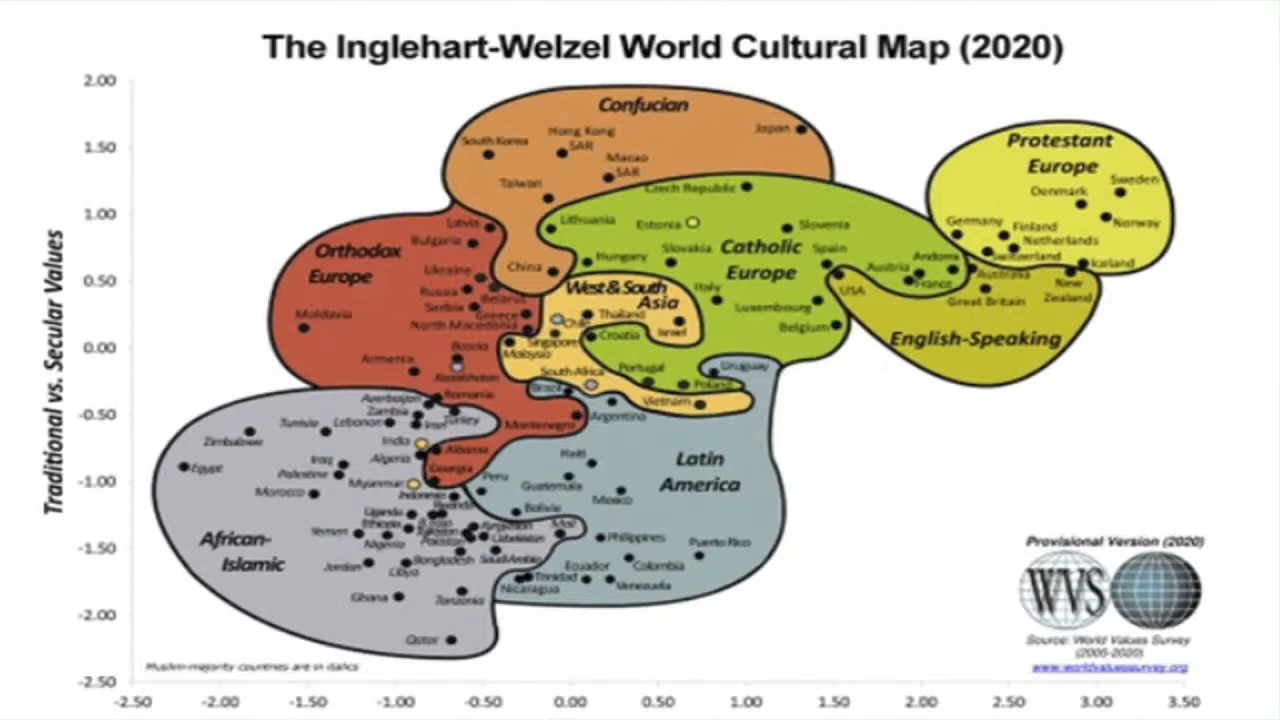 The Inglehart-Welzel World Cultural Map (2020)
2.00
1.50
1.00
0.50
0.00
-0.50
-1.00
-1.50
-2.00
-2.50
Traditional vs. Secular Values
Confucian
South Korea
Hong Kong
SAR
Japan
Macao
SAR
Taiwan
China
Protestant
Europe
Sweden
Denmark
Norway
Germany
Finland
Netherlands
Switzerland
Iceland
Catholic
Europe
Czech Republic
Lithuania
Estonia
Slovenia
Hungary
Slovakia
Spain
Andorra
Austria
France
Italy
Luxembourg
Belgium
Croatia
Portugal
Poland
English-Speaking
USA
Australia
Great Britain
New
Zealand
Orthodox
Europe
Latvia
Bulgaria
Ukraine
Russia
Belarus
Serbia
Greece
Moldavia
North Macedonia
Bosnia
Armenia
Kazakhstan
Romania
Montenegro
Albania
Georgia
West & South
Asia
Thailand
Chile
Israel
Singapore
Malaysia
South Africa
Vietnam
Latin
America
Uruguay
Brazil
Argentina
Haiti
Peru
Guatemala
Mexico
Bolivia
Philippines
Puerto Rico
Ecuador
Colombia
Trinidad
Nicaragua
Venezuela
African-
Islamic
Azerbaijan
Zambia
Tunisia
Lebanon
Iran
Turkey
Zimbabwe
India
Algeria
Egypt
Iraq
Palestine
Myanmar
Morocco
Indonesia
Rwanda
Uganda
Ethiopia
Yemen
Nigeria
Pakistan
Kyrgyzstan
Uzbekistan
Mali
Bangladesh
Saudi Arabia
Jordan
Libya
Ghana
Tanzania
Qatar
Muslim-majority countries are in italics
Provisional Version (2020)
WVS
Source: World Values Survey
(2005-2020)
www.worldvaluessurvey.org
-2.50 -2.00 -1.50 -1.00 -0.50 0.00 0.50 1.00 1.50 2.00 2.50 3.00 3.50